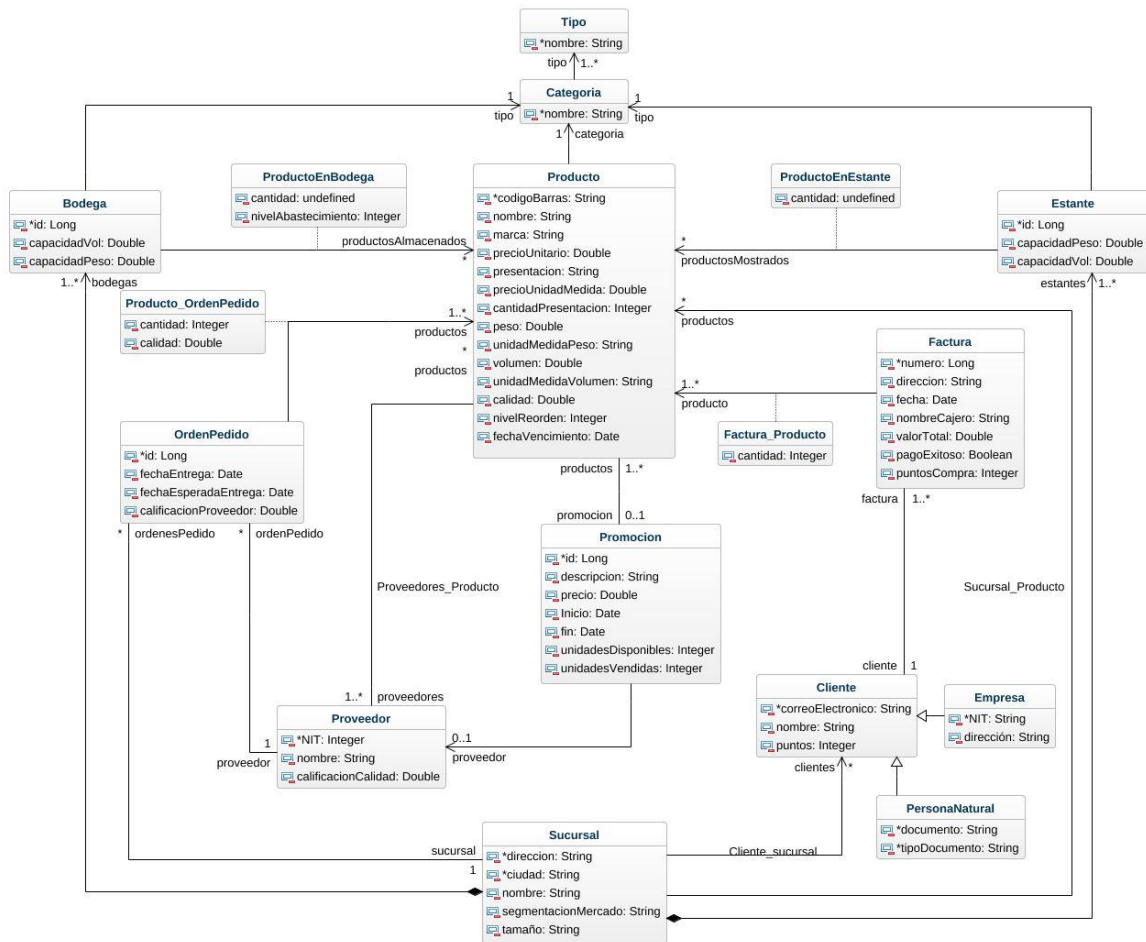 Tipo
*nombre: String
tipo
1..*
Categoria
*nombre: String
1
tipo
1
tipo
1
categoria
ProductoEnBodega
cantidad: undefined
nivelAbastecimiento: Integer
Producto
*codigoBarras: String
nombre: String
marca: String
precioUnitario: Double
presentacion: String
precioUnidadMedida: Double
cantidadPresentacion: Integer
peso: Double
unidadMedidaPeso: String
volumen: Double
unidadMedidaVolumen: String
calidad: Double
nivelReorden: Integer
fechaVencimiento: Date
ProductoEnEstante
cantidad: undefined
Bodega
*id: Long
capacidadVol: Double
capacidadPeso: Double
Estante
*id: Long
capacidadPeso: Double
capacidadVol: Double
productosAlmacenados
*
*
productosMostrados
1..*
bodegas
estantes
1..*
Producto_OrdenPedido
cantidad: Integer
calidad: Double
1..*
productos
*
productos
*
productos
Factura
*numero: Long
direccion: String
fecha: Date
nombreCajero: String
valorTotal: Double
pagoExitoso: Boolean
puntosCompra: Integer
1..*
producto
Factura_Producto
cantidad: Integer
OrdenPedido
*id: Long
fechaEntrega: Date
fechaEsperadaEntrega: Date
calificacionProveedor: Double
productos
1..*
factura
1..*
promocion
0..1
*
ordenesPedido
*
ordenPedido
Promocion
*id: Long
descripcion: String
precio: Double
Inicio: Date
fin: Date
unidadesDisponibles: Integer
unidadesVendidas: Integer
Proveedores_Producto
Sucursal_Producto
cliente
1
1..*
proveedores
Cliente
*correoElectronico: String
nombre: String
puntos: Integer
Empresa
*NIT: String
dirección: String
Proveedor
*NIT: Integer
nombre: String
calificacionCalidad: Double
1
proveedor
0..1
proveedor
clientes
*
PersonaNatural
*documento: String
*tipoDocumento: String
sucursal
1
Cliente_sucursal
Sucursal
*direccion: String
*ciudad: String
nombre: String
segmentacionMercado: String
tamaño: String